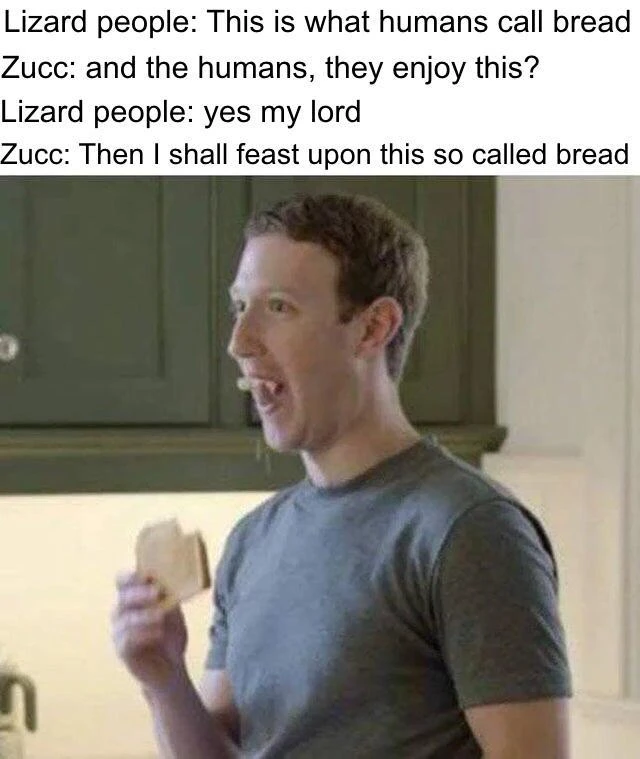 Lizard people: This is what humans call bread
Zucc: and the humans, they enjoy this?
Lizard people: yes my lord
Zucc: Then I shall feast upon this so called bread